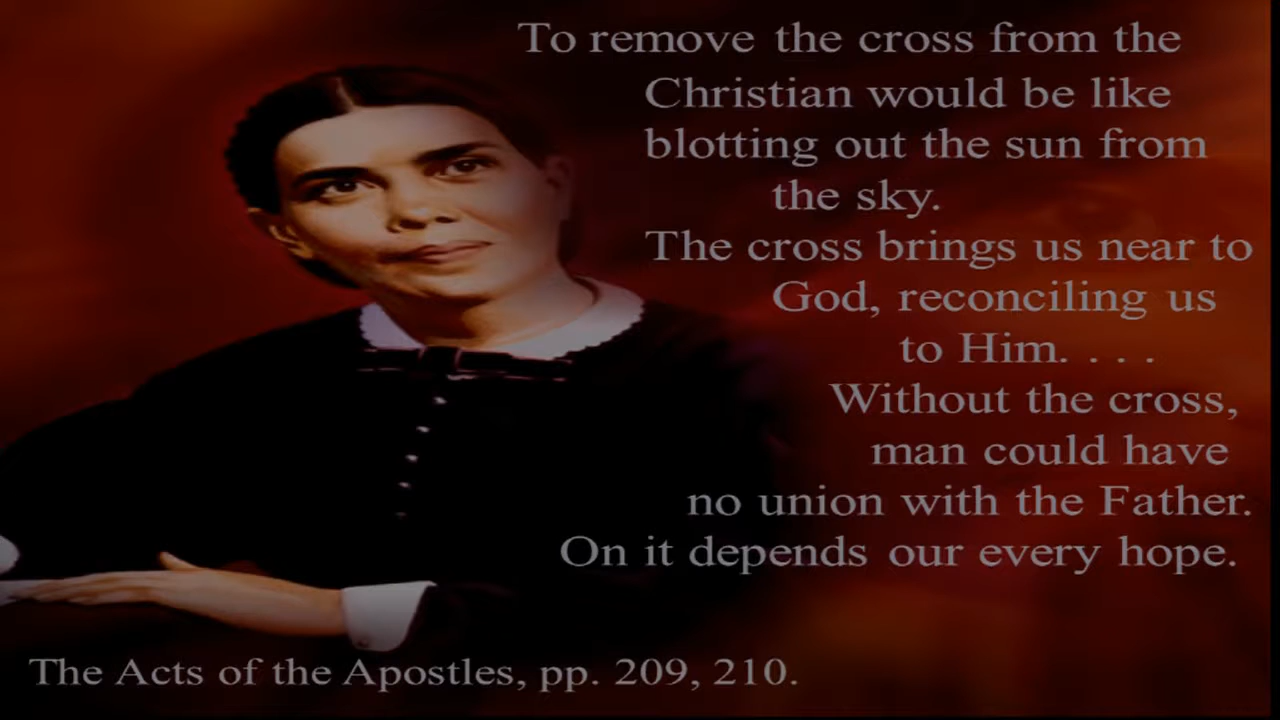 To remove the cross from the
Christian would be like
blotting out the sun from
the sky.
The cross brings us near to
God, reconciling us
to Him. . . .
Without the cross,
man could have
no union with the Father.
On it depends our every hope.
The Acts of the Apostles, pp. 209, 210.